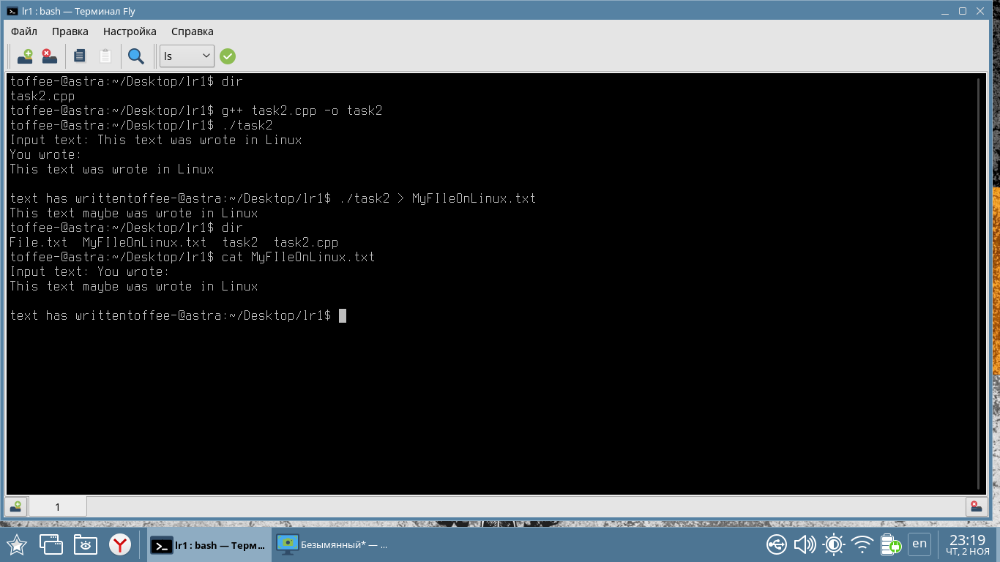 lr1 : bash — Терминал Fly
Файл Правка Настройка Справка
ls
toffee-@astra:~/Desktop/lr1$ dir
task2.cpp
toffee-@astra:~/Desktop/lr1$ g++ task2.cpp -o task2
toffee-@astra:~/Desktop/lr1$ ./task2
Input text: This text was wrote in Linux
You wrote:
This text was wrote in Linux
text has writtentoffee-@astra:~/Desktop/lr1$ ./task2 > MyFIleOnLinux.txt
This text maybe was wrote in Linux
toffee-@astra:~/Desktop/lr1$ dir
File.txt  MyFIleOnLinux.txt  task2  task2.cpp
toffee-@astra:~/Desktop/lr1$ cat MyFIleOnLinux.txt
Input text: You wrote:
This text maybe was wrote in Linux
text has writtentoffee-@astra:~/Desktop/lr1$
1
lr1 : bash — Терм...
Безымянный* — ...
en
23:19
ЧТ, 2 НОЯ